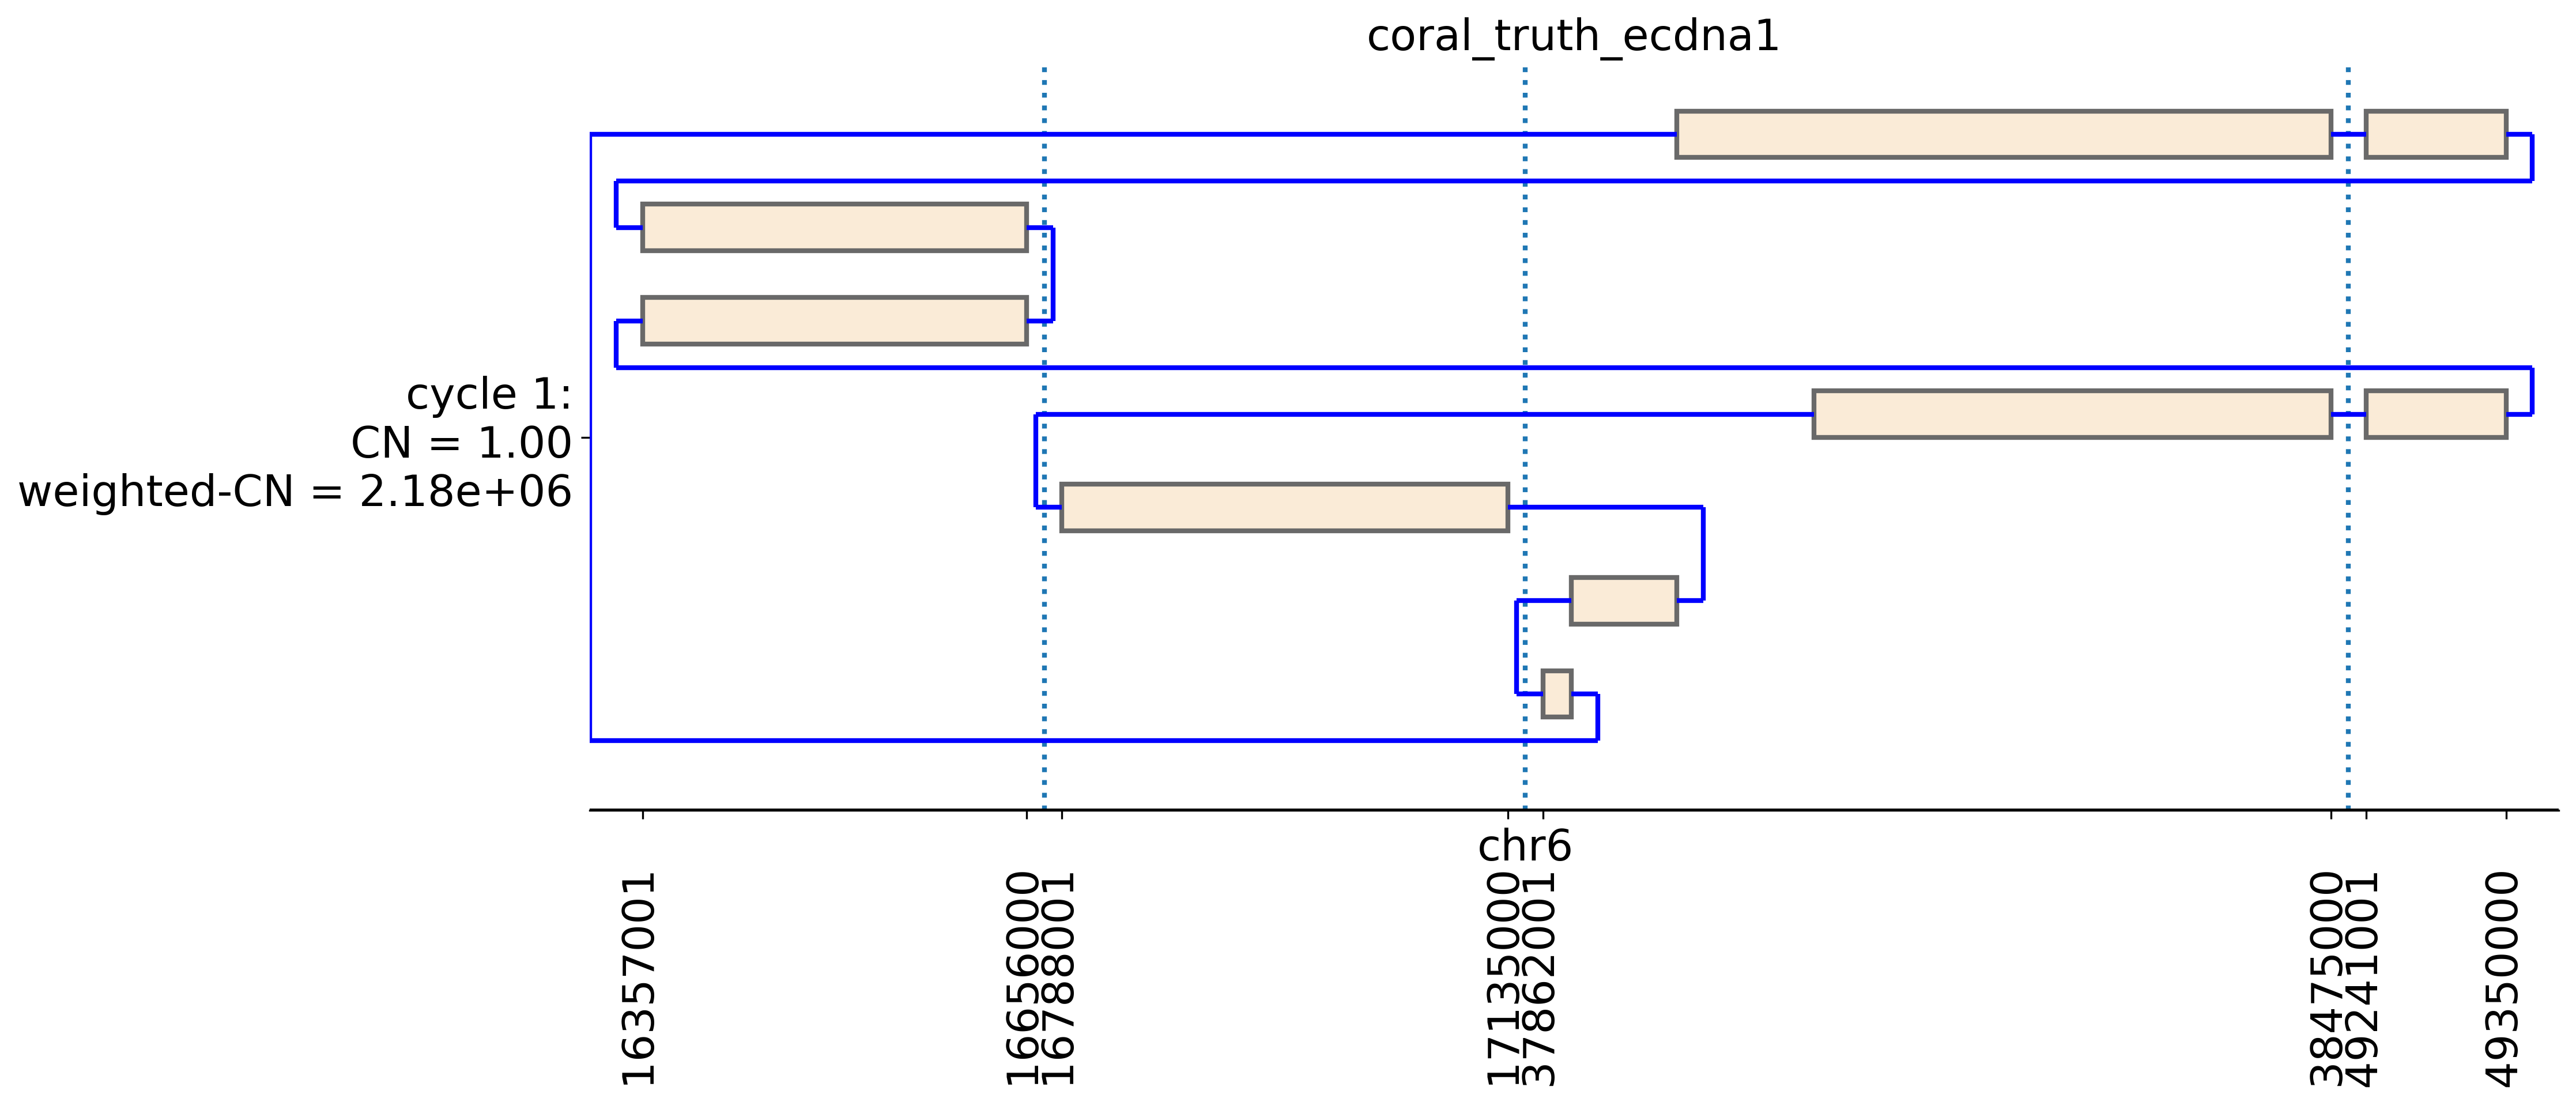 coral_truth_ecdna1
cycle 1:
CN = 1.00
weighted-CN = 2.18e+06
chr6
16357001
16656000
16788001
17135000
37862001
38475000
49241001
49350000